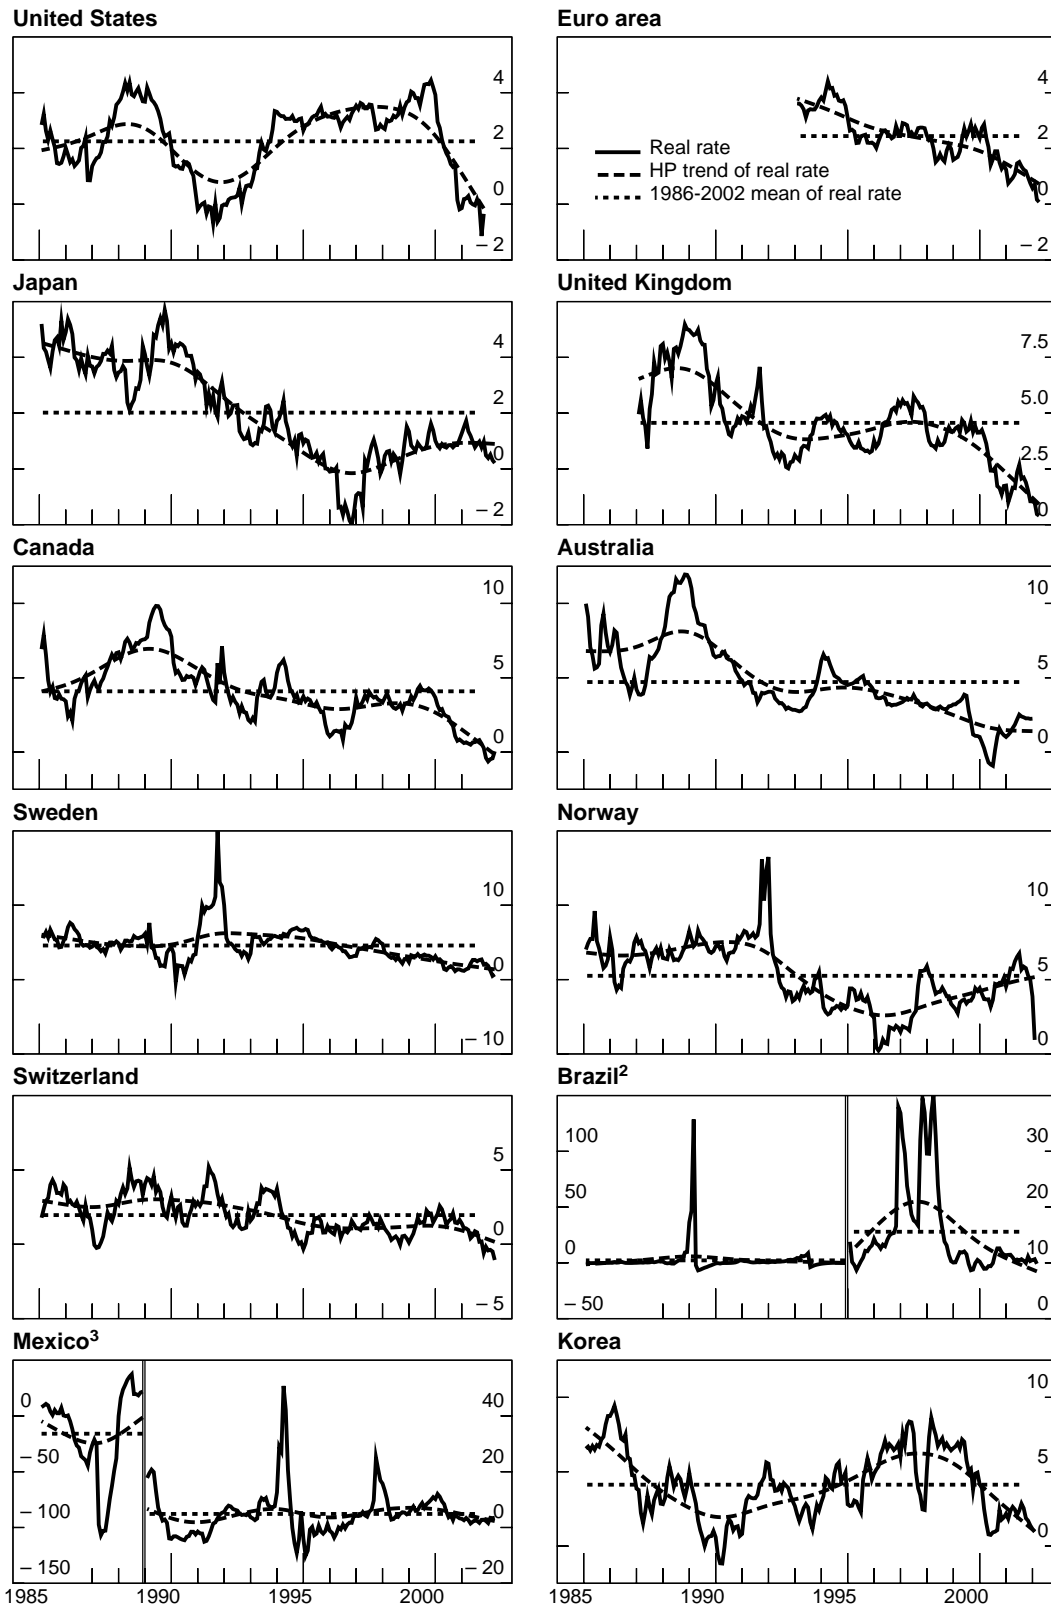 United States
4
2
0
– 2
Euro area
4
2
0
– 2
Real rate
HP trend of real rate
1986-2002 mean of real rate
Japan
4
2
0
– 2
United Kingdom
7.5
5.0
2.5
0
Canada
10
5
0
Australia
10
5
0
Sweden
10
0
– 10
Norway
10
5
0
Switzerland
5
0
– 5
Brazil2
100
50
0
– 50
30
20
10
0
Mexico3
0
– 50
– 100
– 150
40
20
0
– 20
Korea
10
5
0
1985 1990 1995 2000
1985 1990 1995 2000